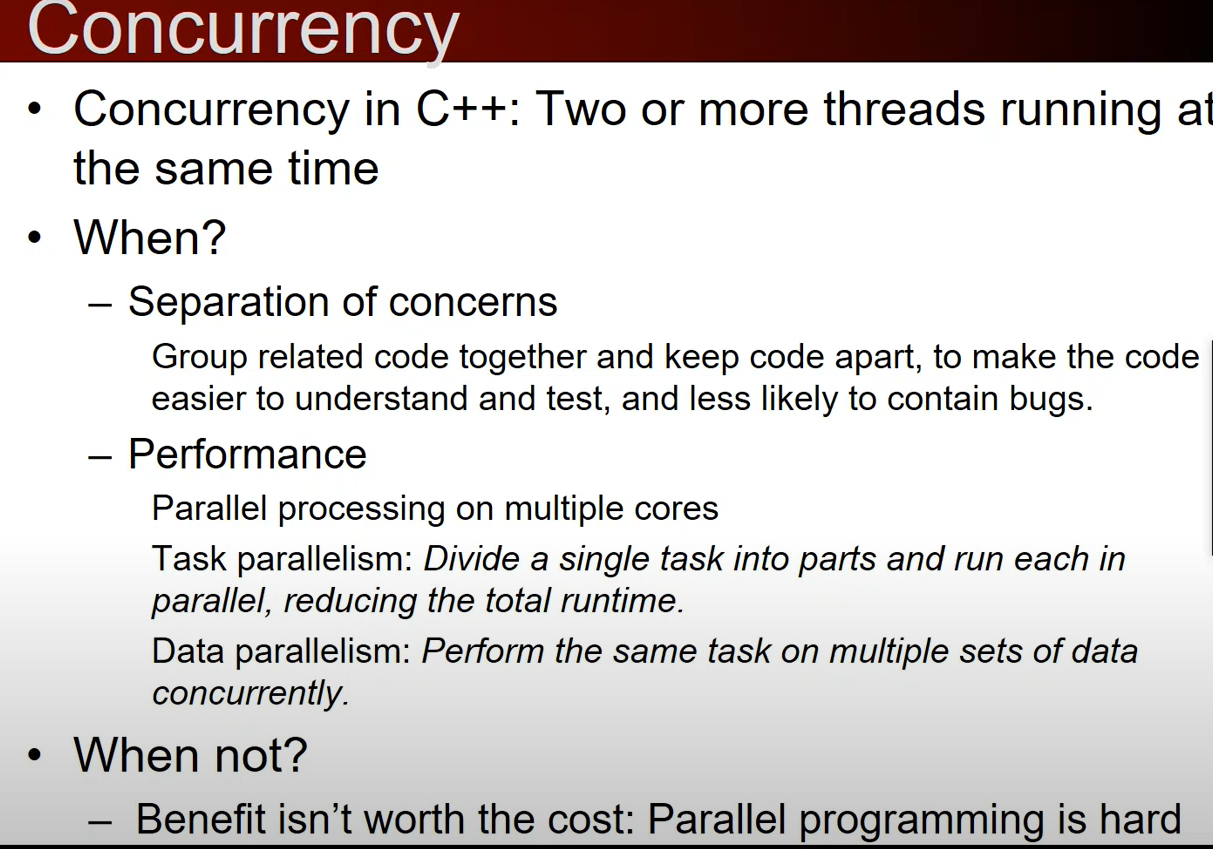 Concurrency
• Concurrency in C++: Two or more threads running at
the same time
• When?
– Separation of concerns
Group related code together and keep code apart, to make the code
easier to understand and test, and less likely to contain bugs.
– Performance
Parallel processing on multiple cores
Task parallelism: Divide a single task into parts and run each in
parallel, reducing the total runtime.
Data parallelism: Perform the same task on multiple sets of data
concurrently.
• When not?
– Benefit isn’t worth the cost: Parallel programming is hard